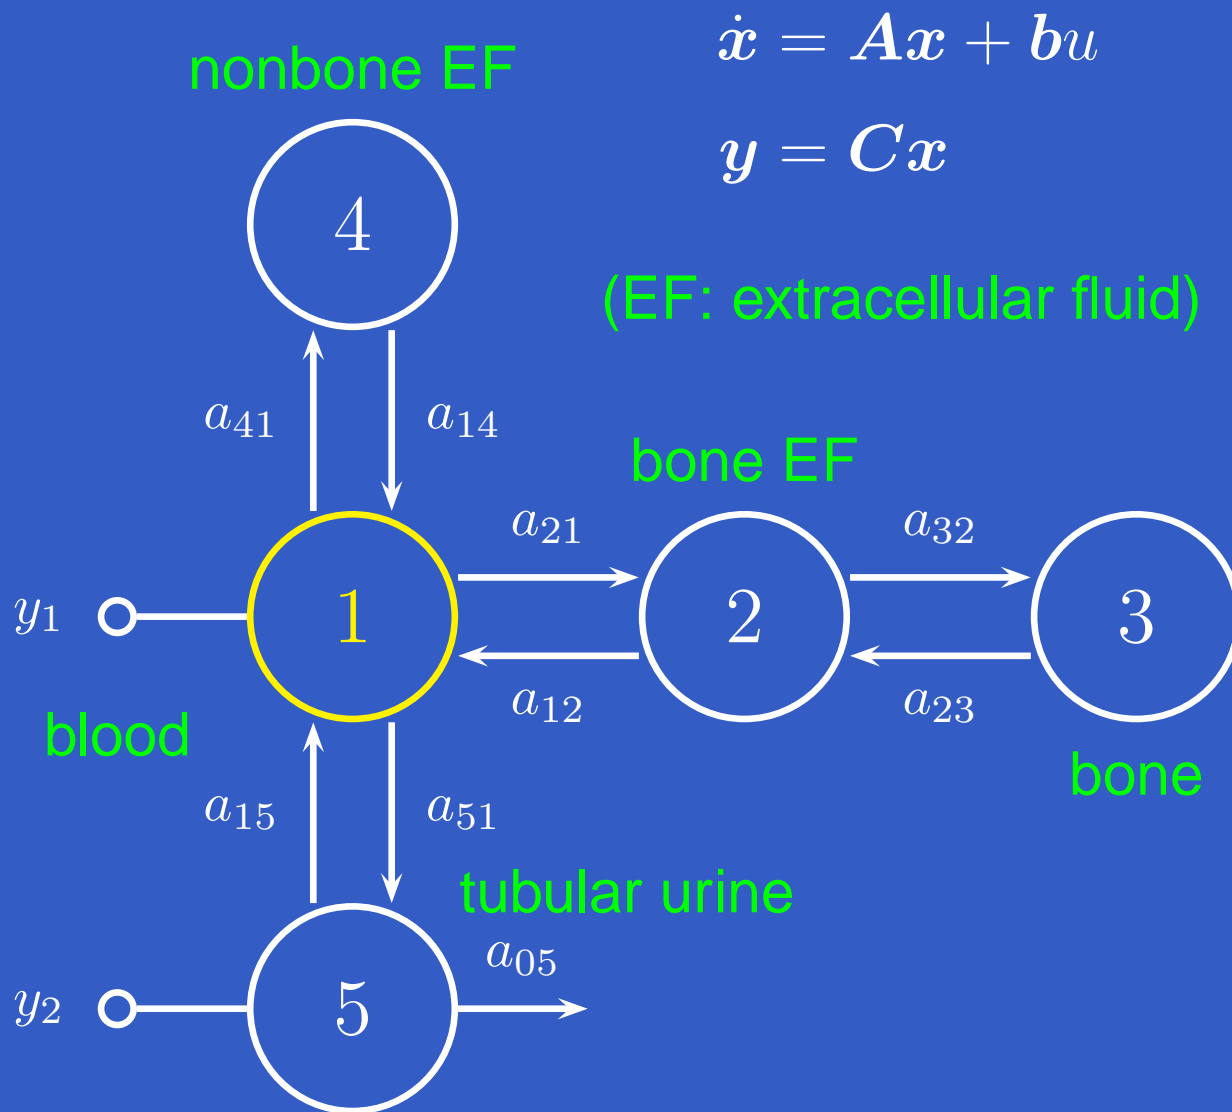 ẋ = Ax + bu
nonbone EF
y = Cx
4
(EF: extracellular fluid)
a₄₁
a₁₄
bone EF
a₂₁
a₃₂
y₁
1
2
3
a₁₂
a₂₃
blood
bone
a₁₅
a₅₁
tubular urine
a₀₅
y₂
5